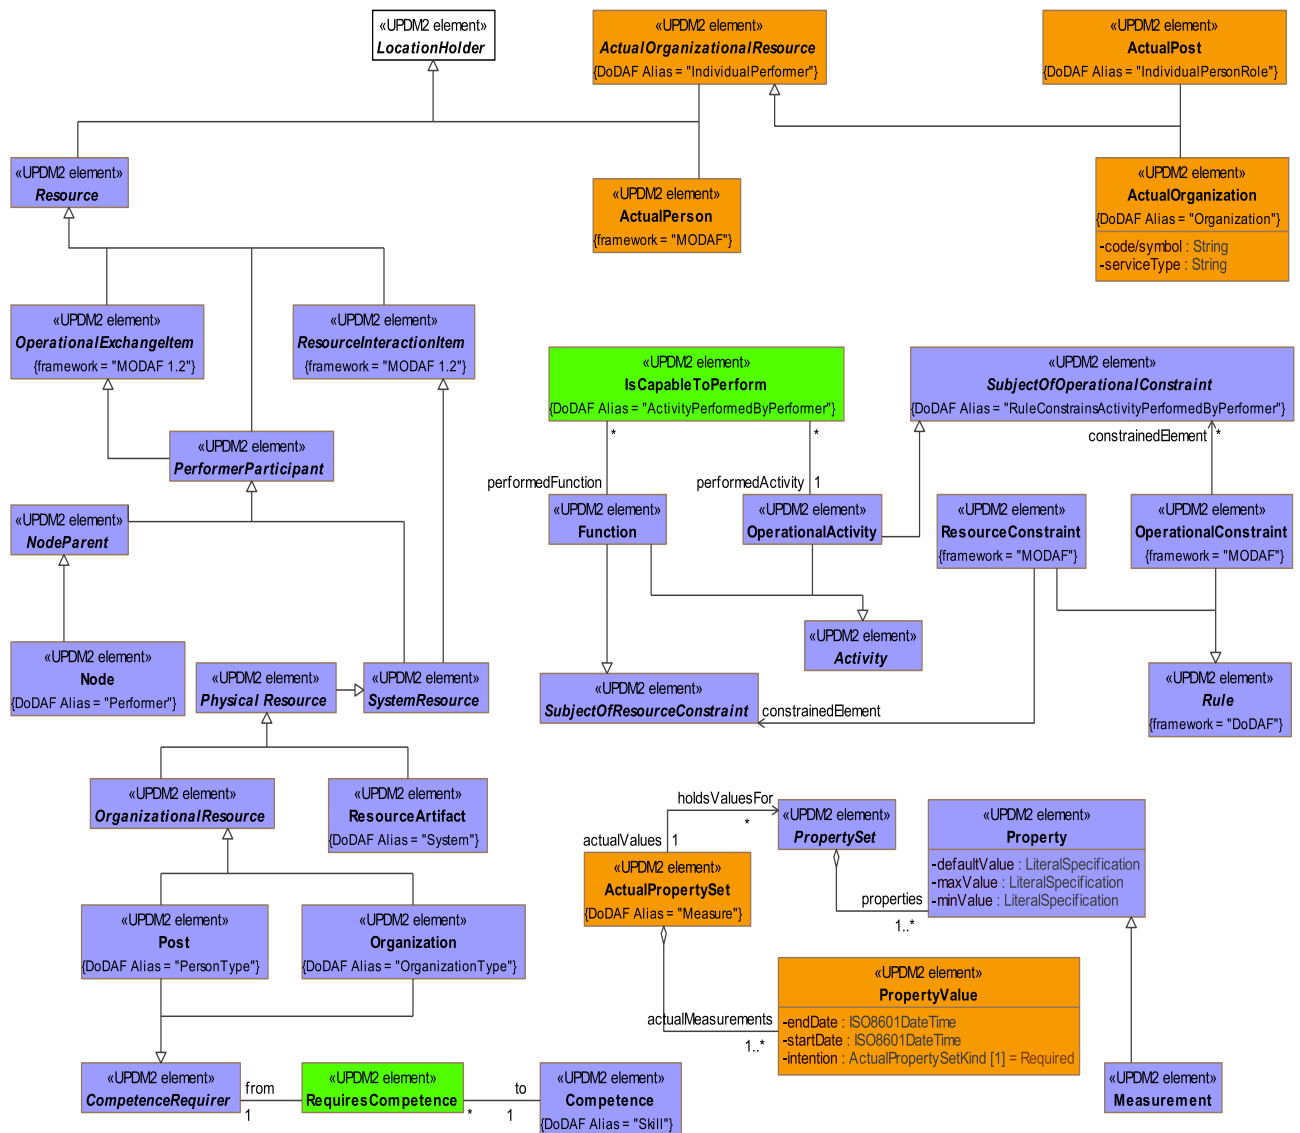 «UPDM2 element»
LocationHolder
«UPDM2 element»
ActualOrganizationalResource
{DoDAF Alias = "IndividualPerformer"}
«UPDM2 element»
ActualPost
{DoDAF Alias = "IndividualPersonRole"}
«UPDM2 element»
Resource
«UPDM2 element»
ActualPerson
{framework = "MODAF"}
«UPDM2 element»
ActualOrganization
{DoDAF Alias = "Organization"}
-code/symbol : String
-serviceType : String
«UPDM2 element»
OperationalExchangeItem
{framework = "MODAF 1.2"}
«UPDM2 element»
ResourceInteractionItem
{framework = "MODAF 1.2"}
«UPDM2 element»
IsCapableToPerform
{DoDAF Alias = "ActivityPerformedByPerformer"}
«UPDM2 element»
SubjectOfOperationalConstraint
{DoDAF Alias = "RuleConstrainsActivityPerformedByPerformer"}
*
*
constrainedElement *
«UPDM2 element»
PerformerParticipant
performedFunction
performedActivity 1
«UPDM2 element»
NodeParent
«UPDM2 element»
Function
«UPDM2 element»
OperationalActivity
«UPDM2 element»
ResourceConstraint
{framework = "MODAF"}
«UPDM2 element»
OperationalConstraint
{framework = "MODAF"}
«UPDM2 element»
Node
{DoDAF Alias = "Performer"}
«UPDM2 element»
Physical Resource
«UPDM2 element»
SystemResource
«UPDM2 element»
Activity
«UPDM2 element»
SubjectOfResourceConstraint
constrainedElement
«UPDM2 element»
Rule
{framework = "DoDAF"}
«UPDM2 element»
OrganizationalResource
«UPDM2 element»
ResourceArtifact
{DoDAF Alias = "System"}
holdsValuesFor
*
actualValues 1
«UPDM2 element»
PropertySet
«UPDM2 element»
Property
-defaultValue : LiteralSpecification
-maxValue : LiteralSpecification
-minValue : LiteralSpecification
«UPDM2 element»
ActualPropertySet
{DoDAF Alias = "Measure"}
properties
1..*
«UPDM2 element»
Post
{DoDAF Alias = "PersonType"}
«UPDM2 element»
Organization
{DoDAF Alias = "OrganizationType"}
«UPDM2 element»
PropertyValue
-endDate : ISO8601DateTime
-startDate : ISO8601DateTime
-intention : ActualPropertySetKind [1] = Required
actualMeasurements
1..*
«UPDM2 element»
CompetenceRequirer
from
1
«UPDM2 element»
RequiresCompetence
*
to
1
«UPDM2 element»
Competence
{DoDAF Alias = "Skill"}
«UPDM2 element»
Measurement